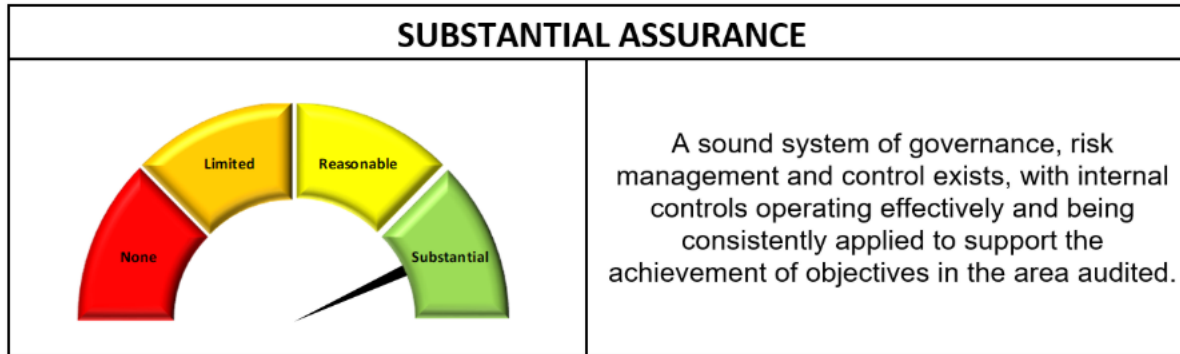 SUBSTANTIAL ASSURANCE
Limited
Reasonable
None
Substantial
A sound system of governance, risk
management and control exists, with internal
controls operating effectively and being
consistently applied to support the
achievement of objectives in the area audited.